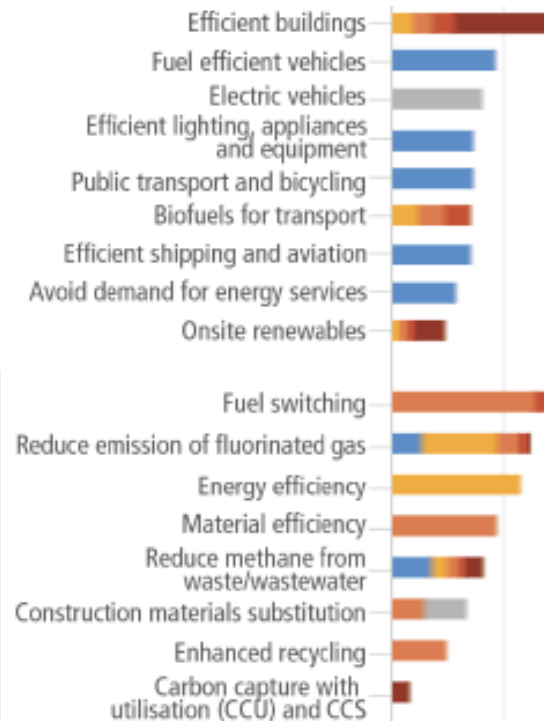 Efficient buildings
Fuel efficient vehicles
Electric vehicles
Efficient lighting, appliances
and equipment
Public transport and bicycling
Biofuels for transport
Efficient shipping and aviation
Avoid demand for energy services
Onsite renewables
Fuel switching
Reduce emission of fluorinated gas
Energy efficiency
Material efficiency
Reduce methane from
waste/wastewater
Construction materials substitution
Enhanced recycling
Carbon capture with
utilisation (CCU) and CCS